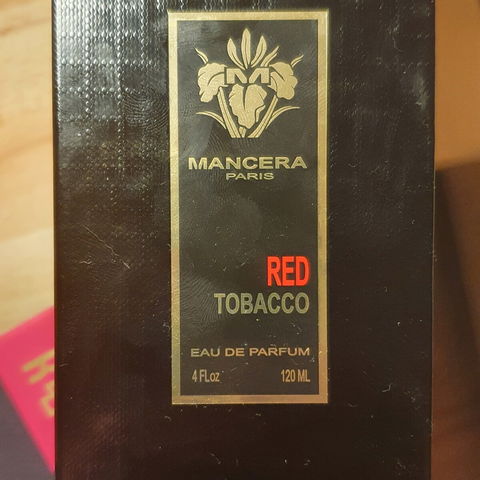 M
MANCERA
PARIS
RED
TOBACCO
EAU DE PARFUM
4 FLoz 120 ML